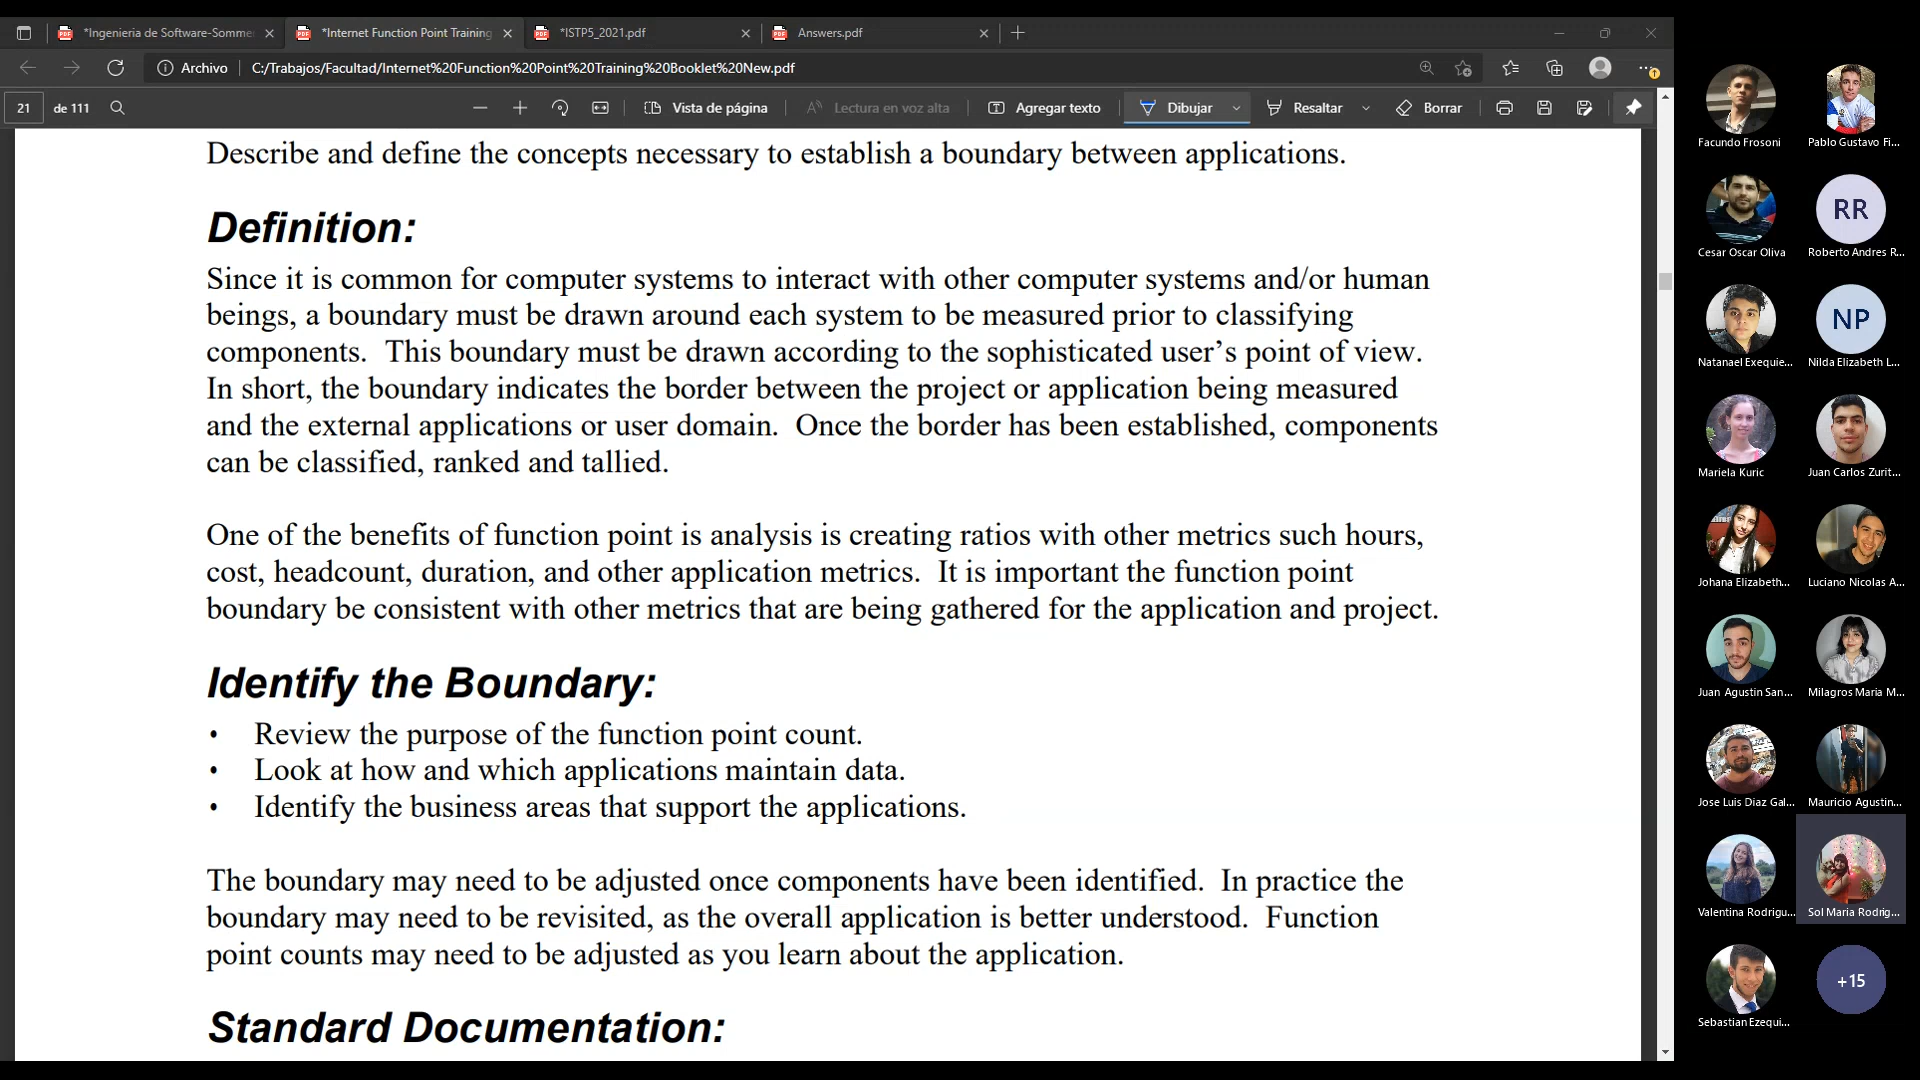 *Ingenieria de Software-Somme
*Internet Function Point Training
*ISTP5_2021.pdf
Answers.pdf
Archivo
C:/Trabajos/Facultad/Internet%20Function%20Point%20Training%20Booklet%20New.pdf
21 de 111
Vista de página
Lectura en voz alta
Agregar texto
Dibujar
Resaltar
Borrar
Describe and define the concepts necessary to establish a boundary between applications.
Definition:
Since it is common for computer systems to interact with other computer systems and/or human
beings, a boundary must be drawn around each system to be measured prior to classifying
components. This boundary must be drawn according to the sophisticated user’s point of view.
In short, the boundary indicates the border between the project or application being measured
and the external applications or user domain. Once the border has been established, components
can be classified, ranked and tallied.
One of the benefits of function point is analysis is creating ratios with other metrics such hours,
cost, headcount, duration, and other application metrics. It is important the function point
boundary be consistent with other metrics that are being gathered for the application and project.
Identify the Boundary:
• Review the purpose of the function point count.
• Look at how and which applications maintain data.
• Identify the business areas that support the applications.
The boundary may need to be adjusted once components have been identified. In practice the
boundary may need to be revisited, as the overall application is better understood. Function
point counts may need to be adjusted as you learn about the application.
Standard Documentation:
Facundo Frosoni
Pablo Gustavo Fi...
Cesar Oscar Oliva
RR
Roberto Andres R...
Natanael Exequie...
NP
Nilda Elizabeth L...
Mariela Kuric
Juan Carlos Zurit...
Johana Elizabeth...
Luciano Nicolas A...
Juan Agustin San...
Milagros Maria M...
Jose Luis Diaz Gal...
Mauricio Agustin...
Valentina Rodrigu...
Sol Maria Rodrig...
Sebastian Ezequi...
+15